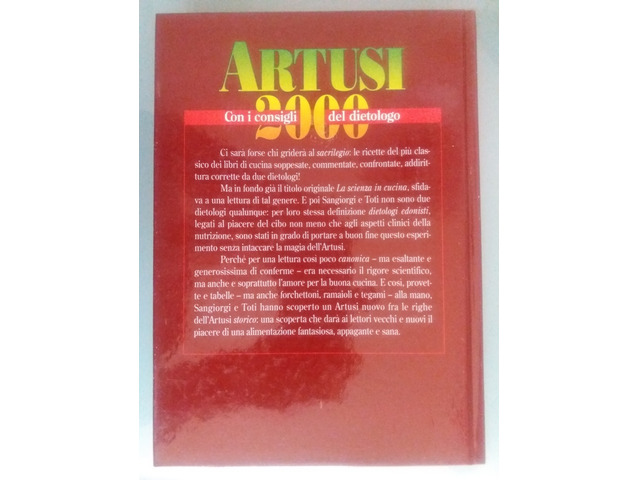 ARTUSI
2000
Con i consigli del dietologo
Ci sarà forse chi griderà al sacrilegio: le ricette del più clas-
sico dei libri di cucina soppesate, commentate, confrontate, addirit-
tura corrette da due dietologi!
Ma in fondo già il titolo originale La scienza in cucina, sfida-
va a una lettura di tal genere. E poi Sangiorgi e Toti non sono due
dietologi qualunque: per loro stessa definizione dietologi edonisti,
legati al piacere del cibo non meno che agli aspetti clinici della
nutrizione, sono stati in grado di portare a buon fine questo esperi-
mento senza intaccare la magia dell'Artusi.
Perché per una lettura così poco canonica – ma esaltante e
generosissima di conferme – era necessario il rigore scientifico,
ma anche e soprattutto l'amore per la buona cucina. E così, provet-
te e tabelle – ma anche forchettoni, ramaioli e tegami – alla mano,
Sangiorgi e Toti hanno scoperto un Artusi nuovo fra le righe
dell'Artusi storico: una scoperta che darà ai lettori vecchi e nuovi il
piacere di una alimentazione fantasiosa, appagante e sana.